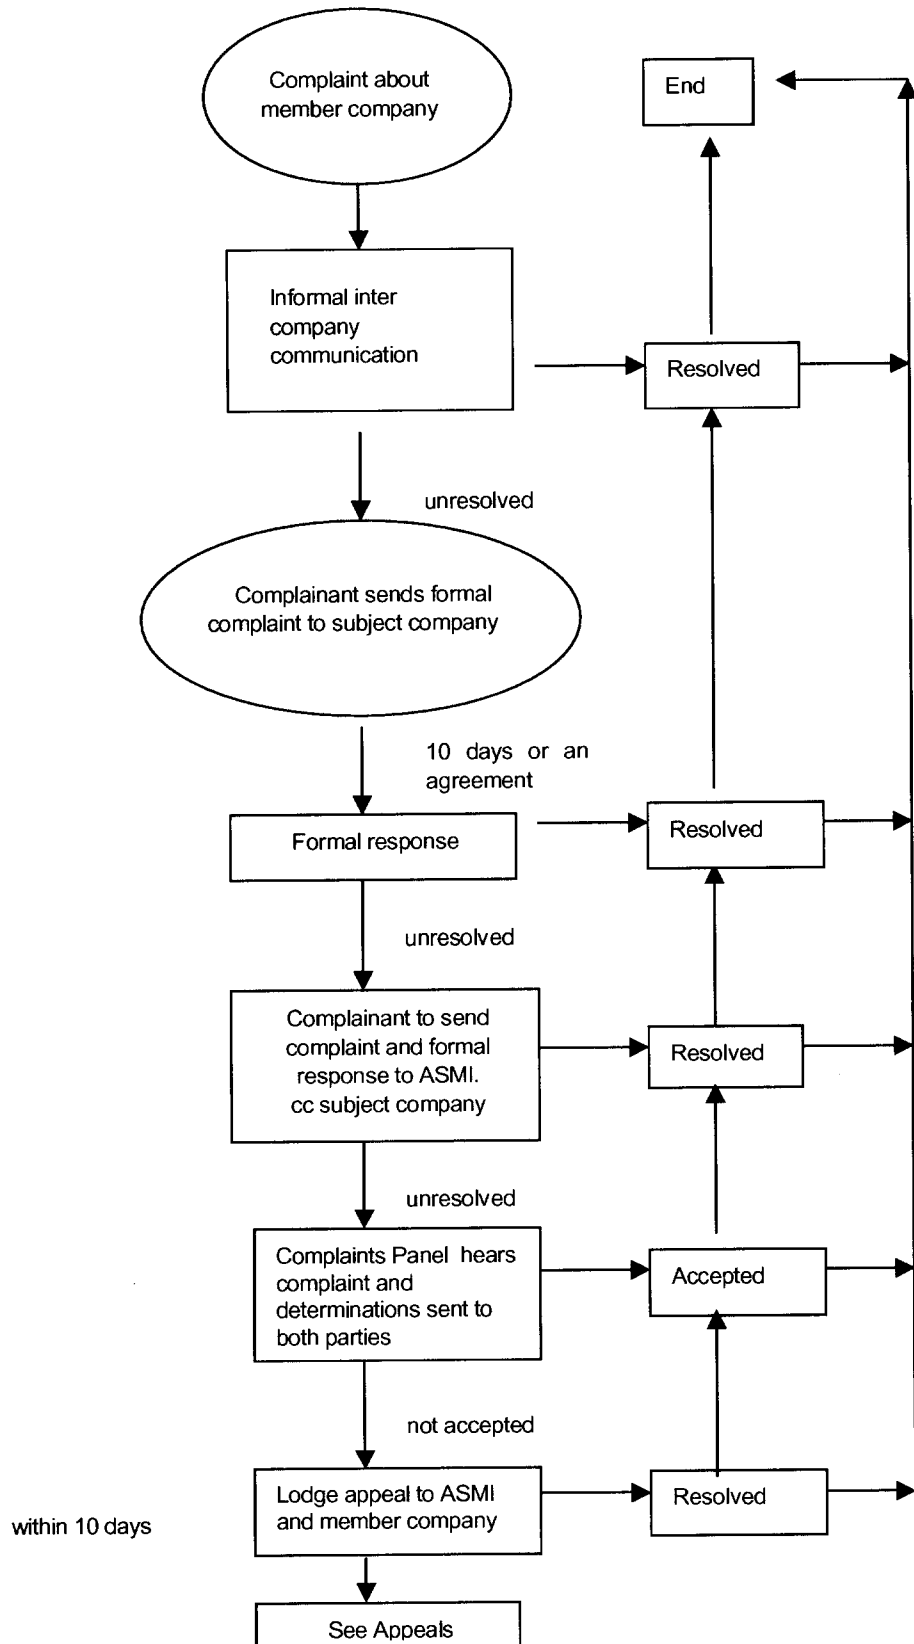 Complaint about
member company
End
Informal inter
company
communication
Resolved
unresolved
Complainant sends formal
complaint to subject company
10 days or an
agreement
Formal response
Resolved
unresolved
Complainant to send
complaint and formal
response to ASMI.
cc subject company
Resolved
unresolved
Complaints Panel hears
complaint and
determinations sent to
both parties
Accepted
not accepted
Lodge appeal to ASMI
and member company
Resolved
within 10 days
See Appeals